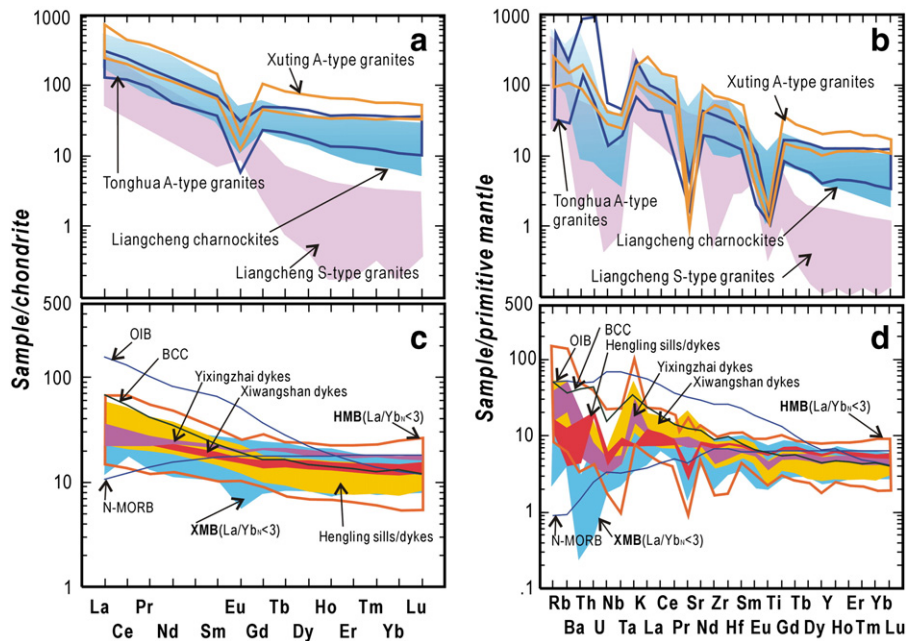 Sample/chondrite
1000
100
10
1
a
Xuting A-type granites
Tonghua A-type granites
Liangcheng charnockites
Liangcheng S-type granites
Sample/primitive mantle
1000
100
10
1
b
Xuting A-type granites
Tonghua A-type
granites
Liangcheng charnockites
Liangcheng S-type granites
500
100
10
1
c
OIB
BCC
Yixingzhai dykes
Xiwangshan dykes
HMB(La/YbN<3)
N-MORB
XMB(La/YbN<3)
Hengling sills/dykes
La Pr Sm Eu Tb Ho Tm Lu
Ce Nd Gd Dy Er Yb
500
100
10
1
.1
d
OIB
BCC
Hengling sills/dykes
Yixingzhai dykes
Xiwangshan dykes
HMB(La/YbN<3)
N-MORB
XMB(La/YbN<3)
Rb Th Nb K Ce Sr Zr Sm Ti Tb Y Er Yb
Ba U Ta La Pr Nd Hf Eu Gd Dy Ho Tm Lu